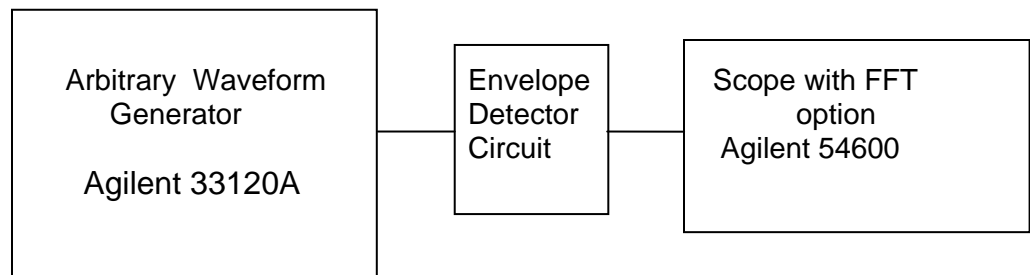 Arbitrary Waveform
Generator
Agilent 33120A
Envelope
Detector
Circuit
Scope with FFT
option
Agilent 54600